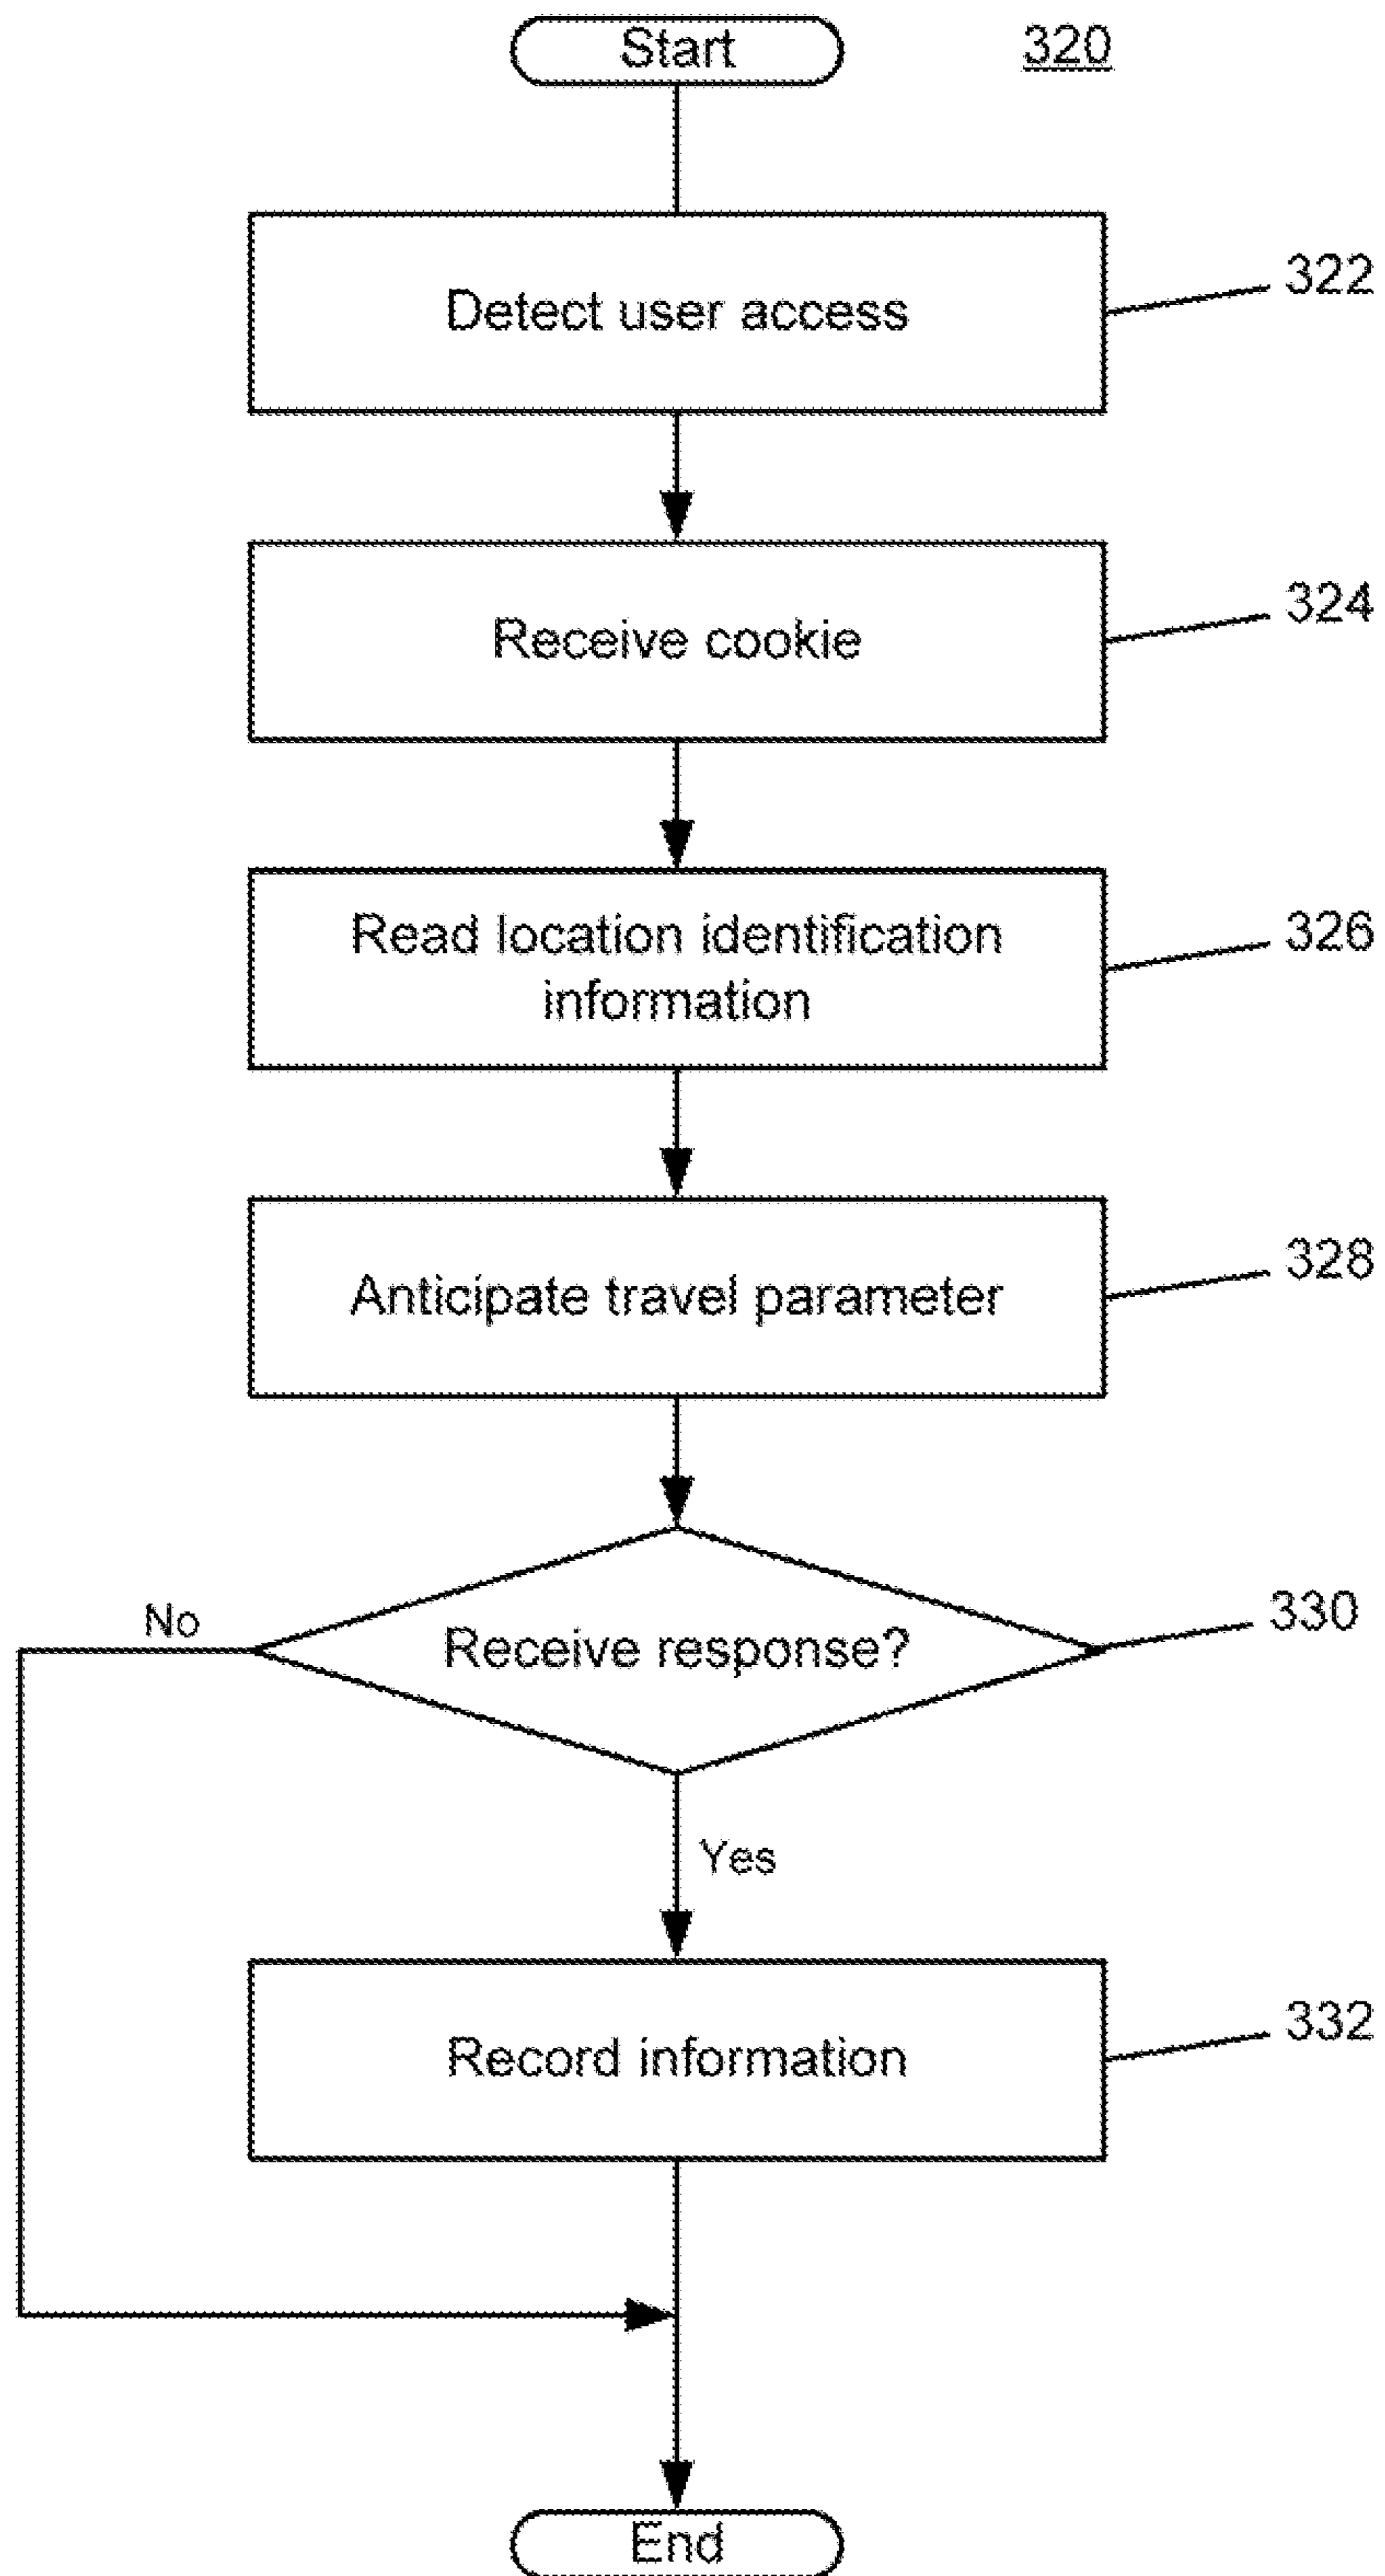 Start
320
Detect user access
322
Receive cookie
324
Read location identification
information
326
Anticipate travel parameter
328
No
Receive response?
330
Yes
Record information
332
End